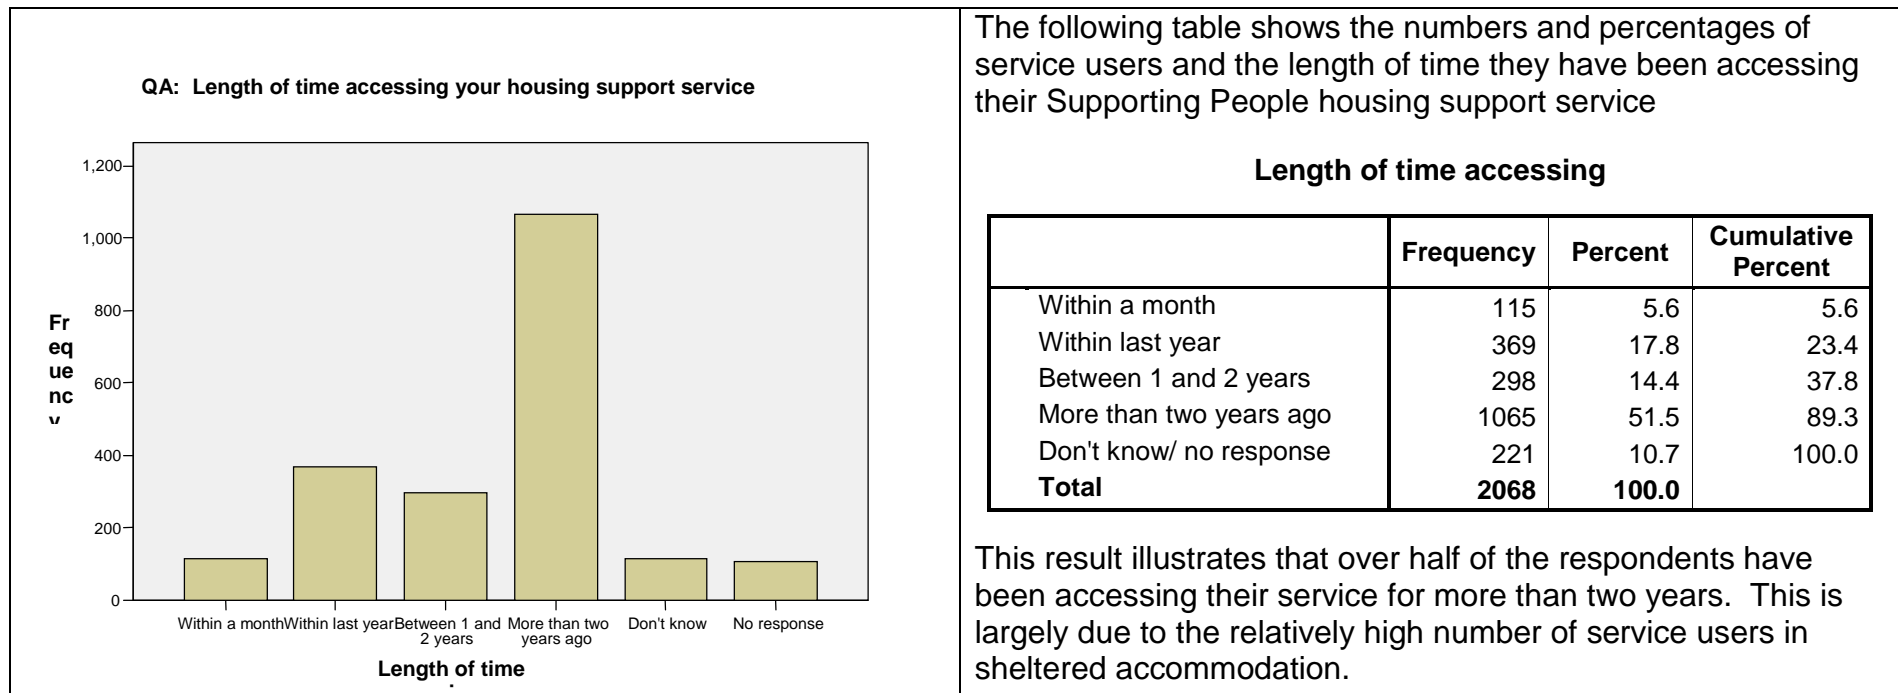 QA: Length of time accessing your housing support service
1,200
1,000
800
600
400
200
0
Fr
eq
ue
nc
y
Within a month Within last year Between 1 and 2 years More than two years ago Don't know No response
Length of time
The following table shows the numbers and percentages of
service users and the length of time they have been accessing
their Supporting People housing support service
Length of time accessing
Frequency Percent Cumulative Percent
Within a month 115 5.6 5.6
Within last year 369 17.8 23.4
Between 1 and 2 years 298 14.4 37.8
More than two years ago 1065 51.5 89.3
Don't know/ no response 221 10.7 100.0
Total 2068 100.0
This result illustrates that over half of the respondents have
been accessing their service for more than two years. This is
largely due to the relatively high number of service users in
sheltered accommodation.